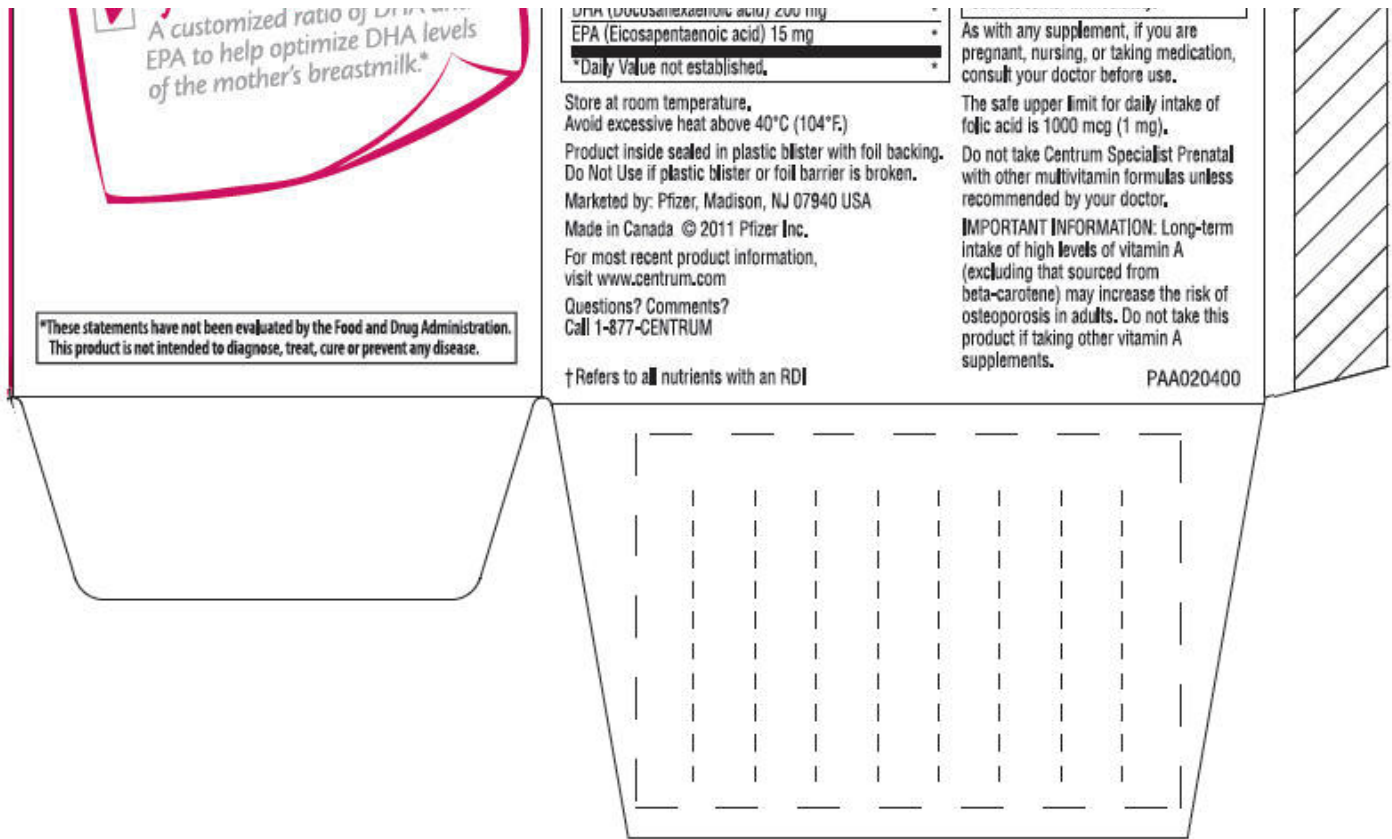 A customized ratio of DHA and
EPA to help optimize DHA levels
of the mother's breastmilk.*
*These statements have not been evaluated by the Food and Drug Administration.
This product is not intended to diagnose, treat, cure or prevent any disease.
DHA (Docosahexaenoic acid) 200 mg *
EPA (Eicosapentaenoic acid) 15 mg *
*Daily Value not established. *
Store at room temperature.
Avoid excessive heat above 40°C (104°F.)
Product inside sealed in plastic blister with foil backing.
Do Not Use if plastic blister or foil barrier is broken.
Marketed by: Pfizer, Madison, NJ 07940 USA
Made in Canada © 2011 Pfizer Inc.
For most recent product information,
visit www.centrum.com
Questions? Comments?
Call 1-877-CENTRUM
†Refers to all nutrients with an RDI
As with any supplement, if you are
pregnant, nursing, or taking medication,
consult your doctor before use.
The safe upper limit for daily intake of
folic acid is 1000 mcg (1 mg).
Do not take Centrum Specialist Prenatal
with other multivitamin formulas unless
recommended by your doctor.
IMPORTANT INFORMATION: Long-term
intake of high levels of vitamin A
(excluding that sourced from
beta-carotene) may increase the risk of
osteoporosis in adults. Do not take this
product if taking other vitamin A
supplements.
PAA020400